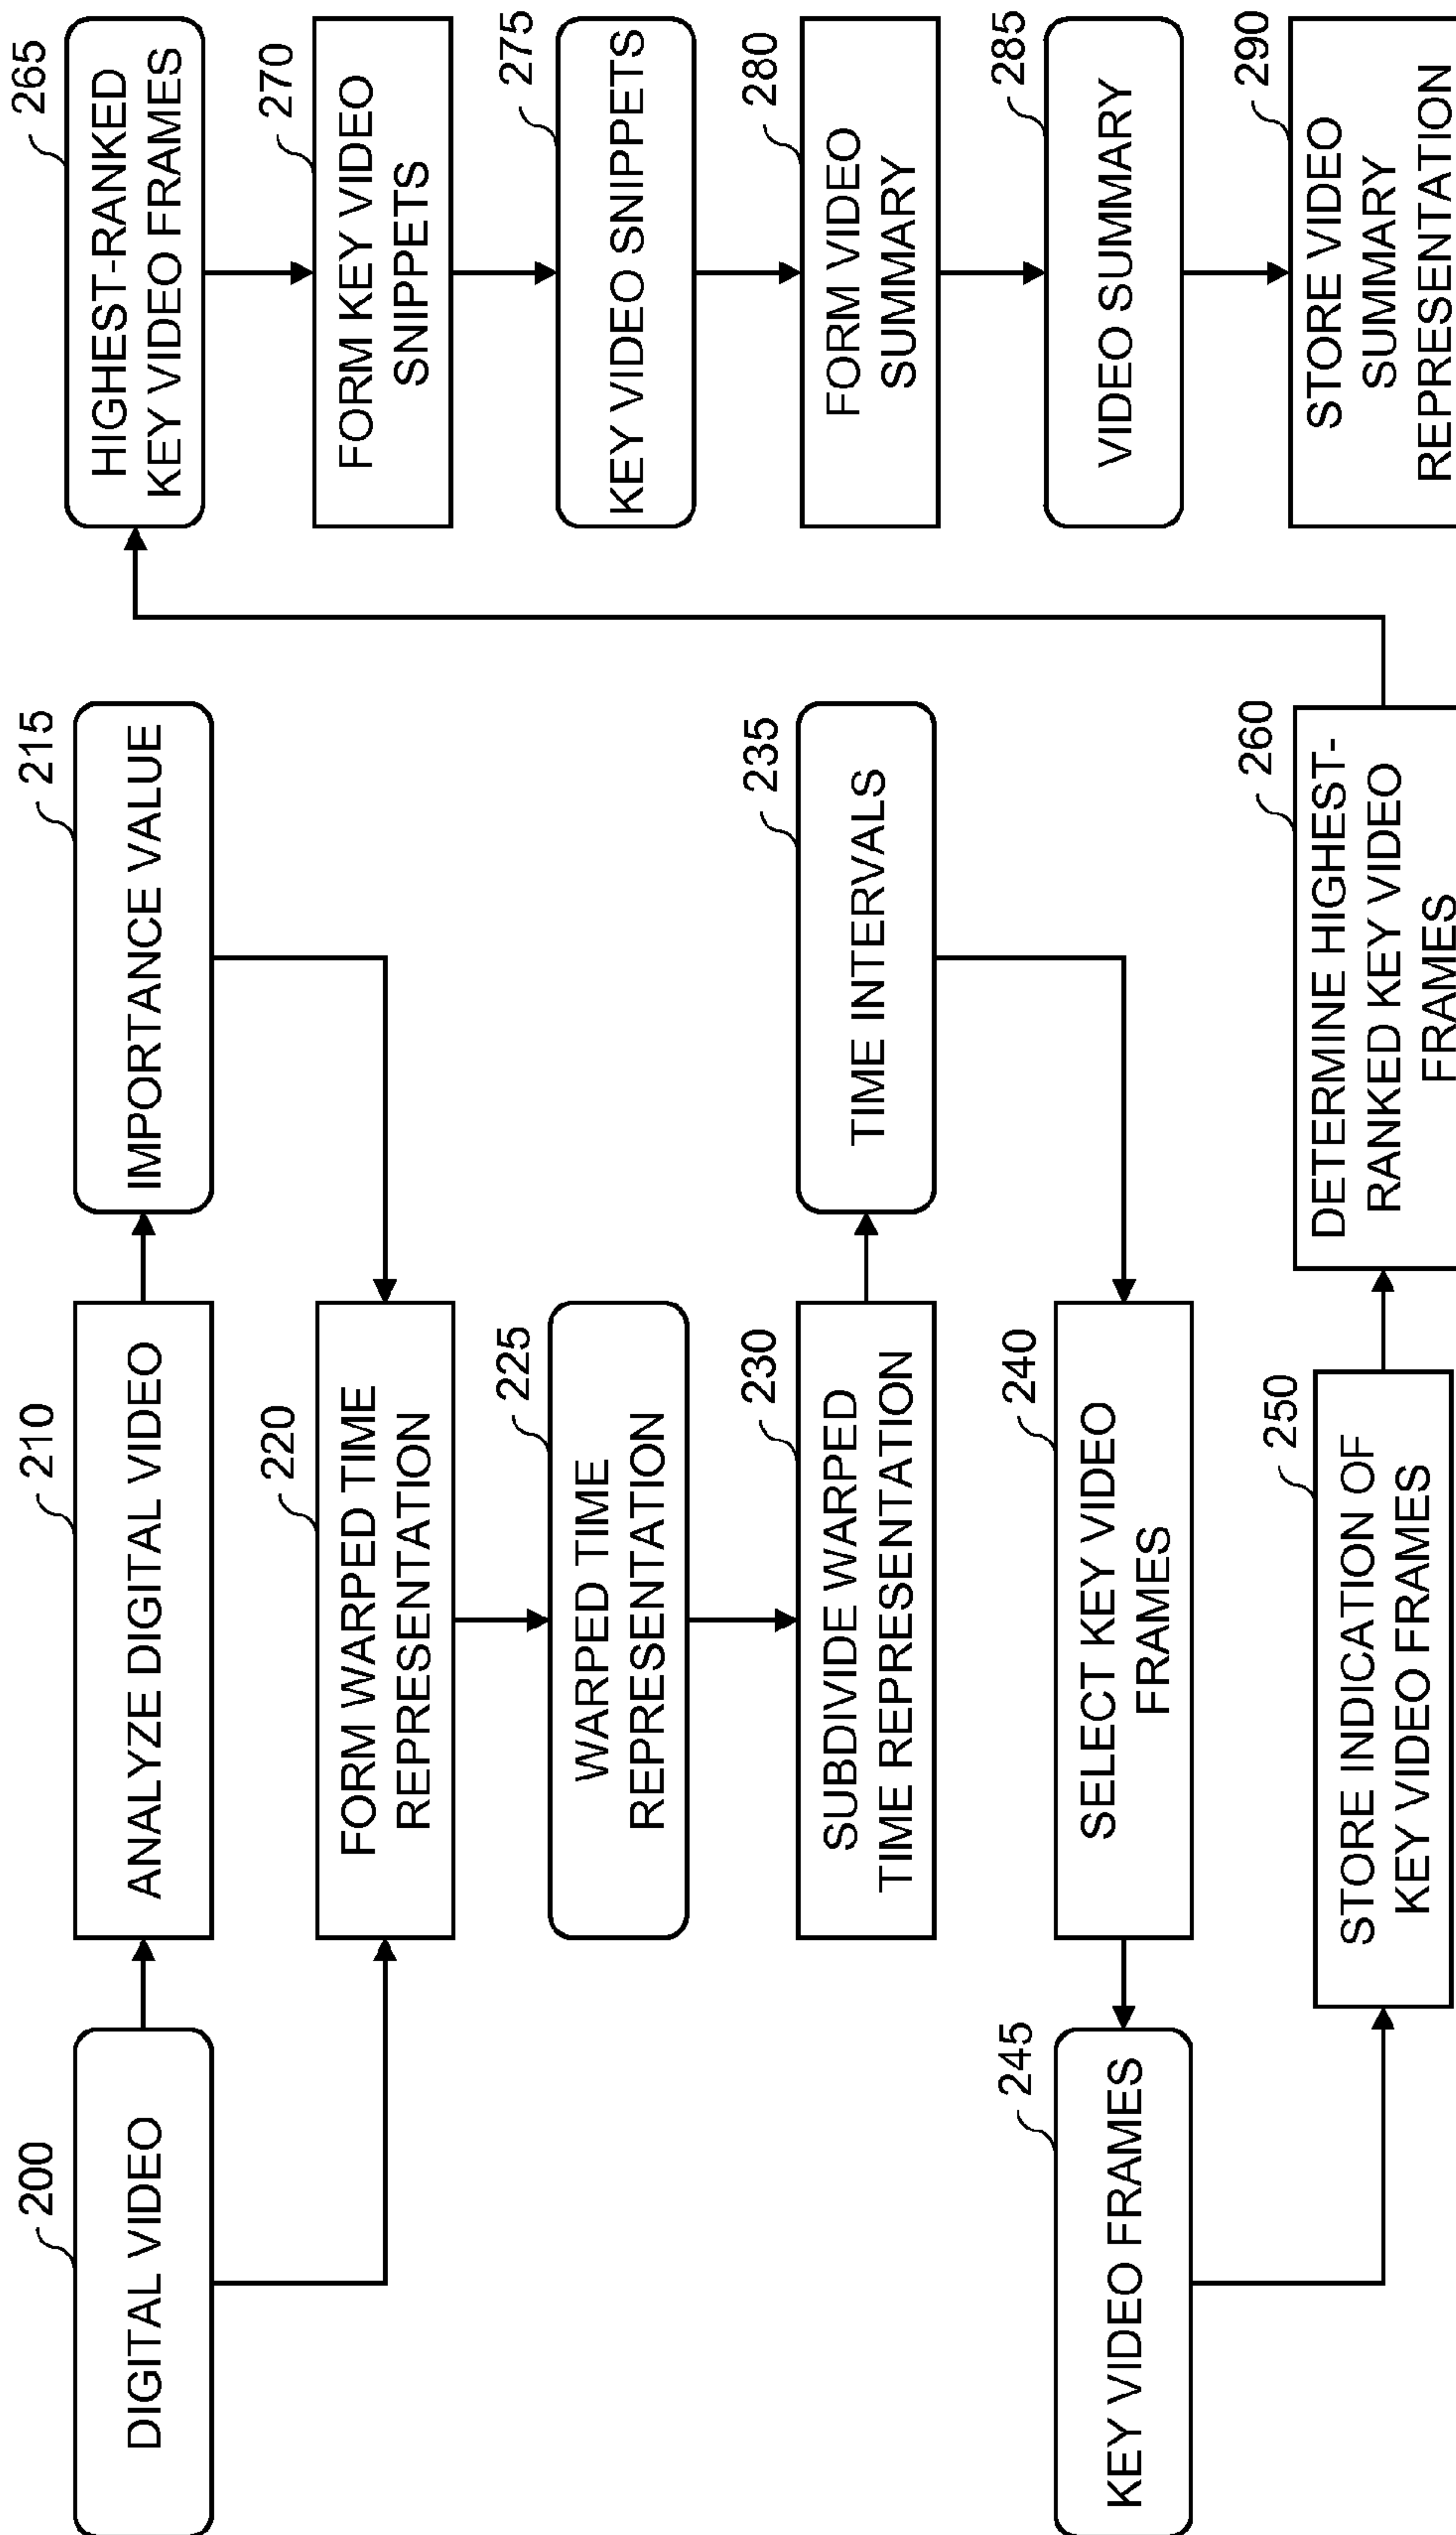 200
DIGITAL VIDEO
210
ANALYZE DIGITAL VIDEO
215
IMPORTANCE VALUE
220
FORM WARPED TIME
REPRESENTATION
225
WARPED TIME
REPRESENTATION
230
SUBDIVIDE WARPED
TIME REPRESENTATION
235
TIME INTERVALS
240
SELECT KEY VIDEO
FRAMES
245
KEY VIDEO FRAMES
250
STORE INDICATION OF
KEY VIDEO FRAMES
260
DETERMINE HIGHEST-
RANKED KEY VIDEO
FRAMES
265
HIGHEST-RANKED
KEY VIDEO FRAMES
270
FORM KEY VIDEO
SNIPPETS
275
KEY VIDEO SNIPPETS
280
FORM VIDEO
SUMMARY
285
VIDEO SUMMARY
290
STORE VIDEO
SUMMARY
REPRESENTATION